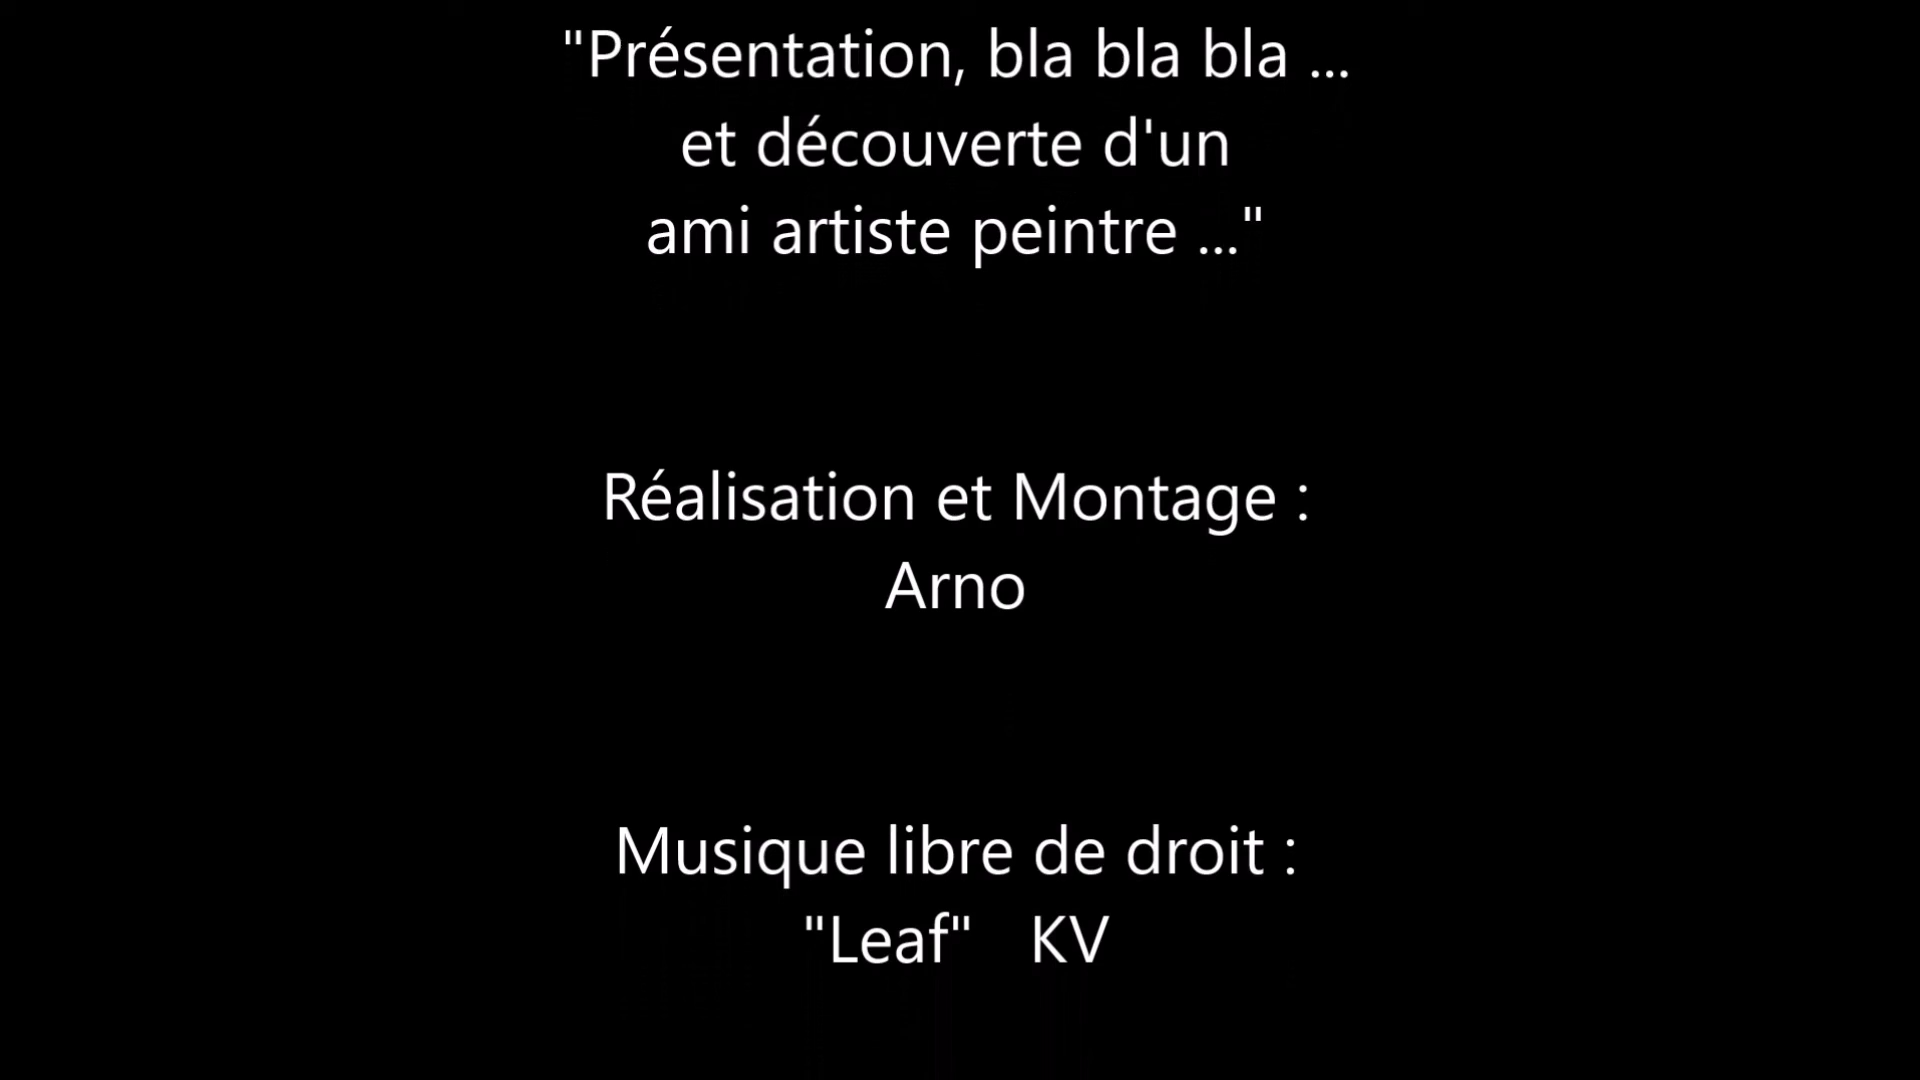 "Présentation, bla bla bla ...
et découverte d'un
ami artiste peintre ..."
Réalisation et Montage :
Arno
Musique libre de droit :
"Leaf"   KV